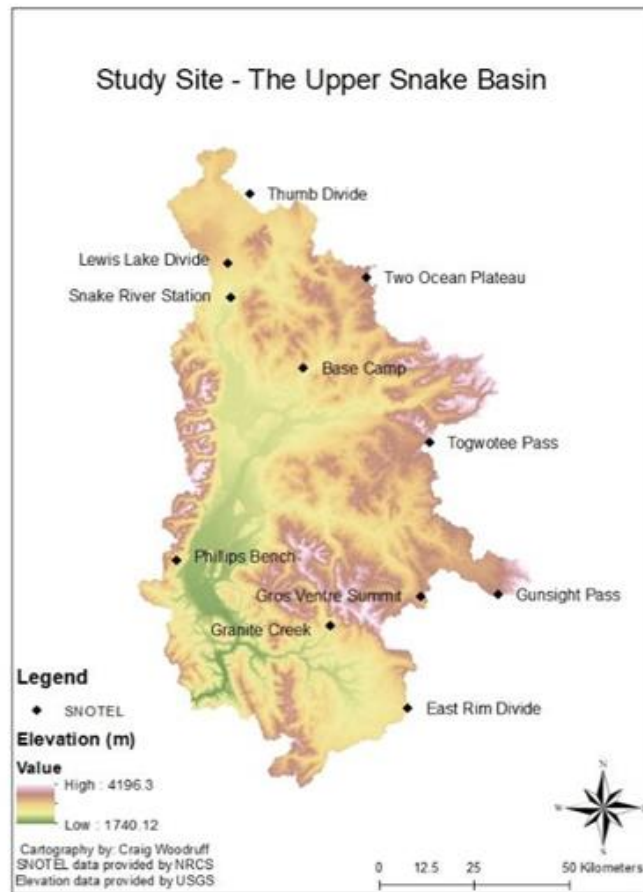 Study Site - The Upper Snake Basin
Thumb Divide
Lewis Lake Divide
Two Ocean Plateau
Snake River Station
Base Camp
Togwotee Pass
Phillips Bench
Gros Ventre Summit
Gunsight Pass
Granite Creek
East Rim Divide
Legend
SNOTEL
Elevation (m)
Value
High : 4196.3
Low : 1740.12
Cartography by: Craig Woodruff
SNOTEL data provided by NRCS
Elevation data provided by USGS
N
W
S
0 12.5 25 50 Kilometers